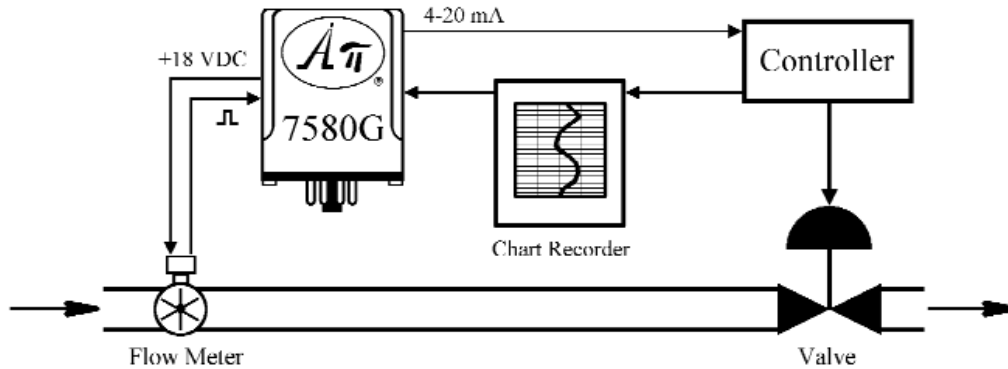 4-20 mA
+18 VDC
Aπ
®
7580G
Controller
Chart Recorder
Flow Meter
Valve